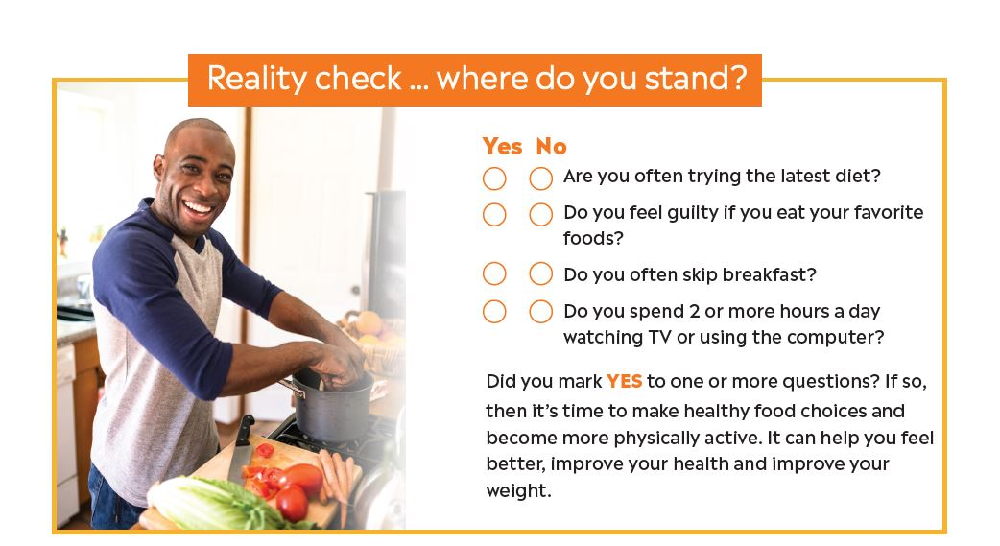 Reality check ... where do you stand?
Yes No
Are you often trying the latest diet?
Do you feel guilty if you eat your favorite
foods?
Do you often skip breakfast?
Do you spend 2 or more hours a day
watching TV or using the computer?
Did you mark YES to one or more questions? If so,
then it's time to make healthy food choices and
become more physically active. It can help you feel
better, improve your health and improve your
weight.